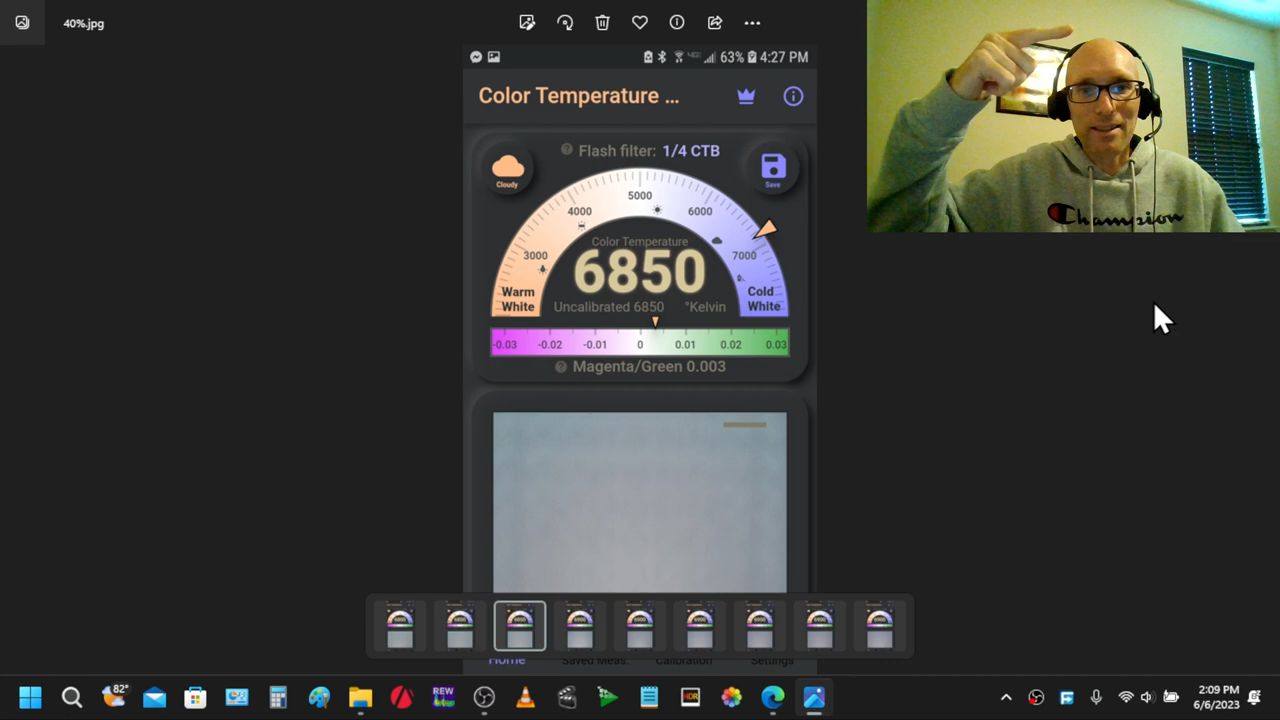 40%.jpg
63% 4:27 PM
Color Temperature ...
Flash filter: 1/4 CTB
Cloudy
Save
5000
4000
6000
3000
7000
Color Temperature
6850
Warm
White
Cold
White
Uncalibrated 6850 °Kelvin
-0.03 -0.02 -0.01 0 0.01 0.02 0.03
Magenta/Green 0.003
Champion
Home Saved Meas. Calibration Settings
82°
REW
HDR
2:09 PM
6/6/2023